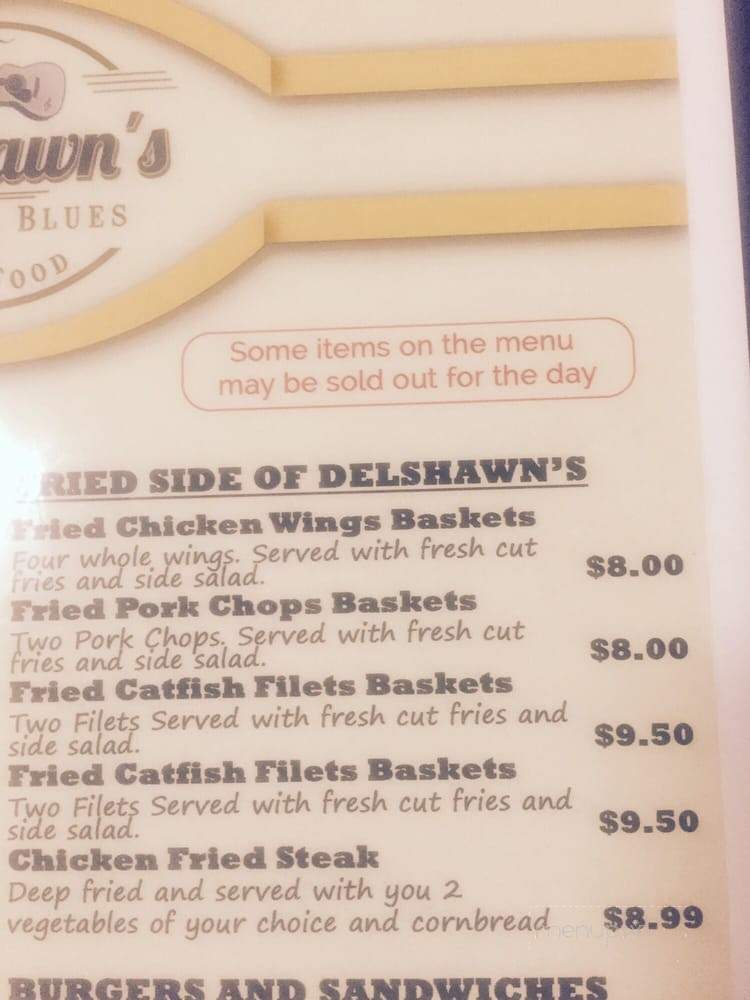 awn's
BLUES
FOOD
Some items on the menu
may be sold out for the day
FRIED SIDE OF DELSHAWN'S
Fried Chicken Wings Baskets
Four whole wings. Served with fresh cut
fries and side salad.
$8.00
Fried Pork Chops Baskets
Two Pork Chops. Served with fresh cut
fries and side salad.
$8.00
Fried Catfish Filets Baskets
Two Filets Served with fresh cut fries and
side salad.
$9.50
Fried Catfish Filets Baskets
Two Filets Served with fresh cut fries and
side salad.
$9.50
Chicken Fried Steak
Deep fried and served with you 2
vegetables of your choice and cornbread
$8.99
BURGERS AND SANDWICHES